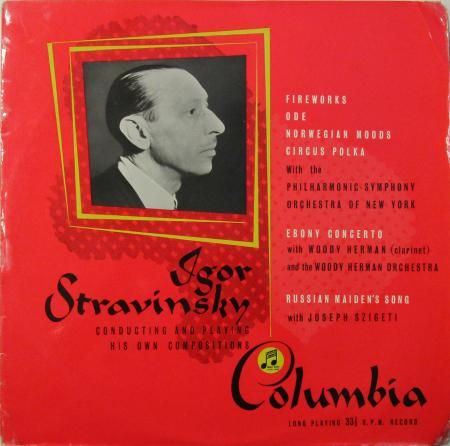 FIREWORKS
ODE
NORWEGIAN MOODS
CIRCUS POLKA
With the
PHILHARMONIC-SYMPHONY
ORCHESTRA OF NEW YORK
EBONY CONCERTO
with WOODY HERMAN (clarinet)
and the WOODY HERMAN ORCHESTRA
RUSSIAN MAIDEN'S SONG
with JOSEPH SZIGETI
Igor
Stravinsky
CONDUCTING AND PLAYING
HIS OWN COMPOSITIONS
Columbia
LONG PLAYING 33⅓ R.P.M. RECORD